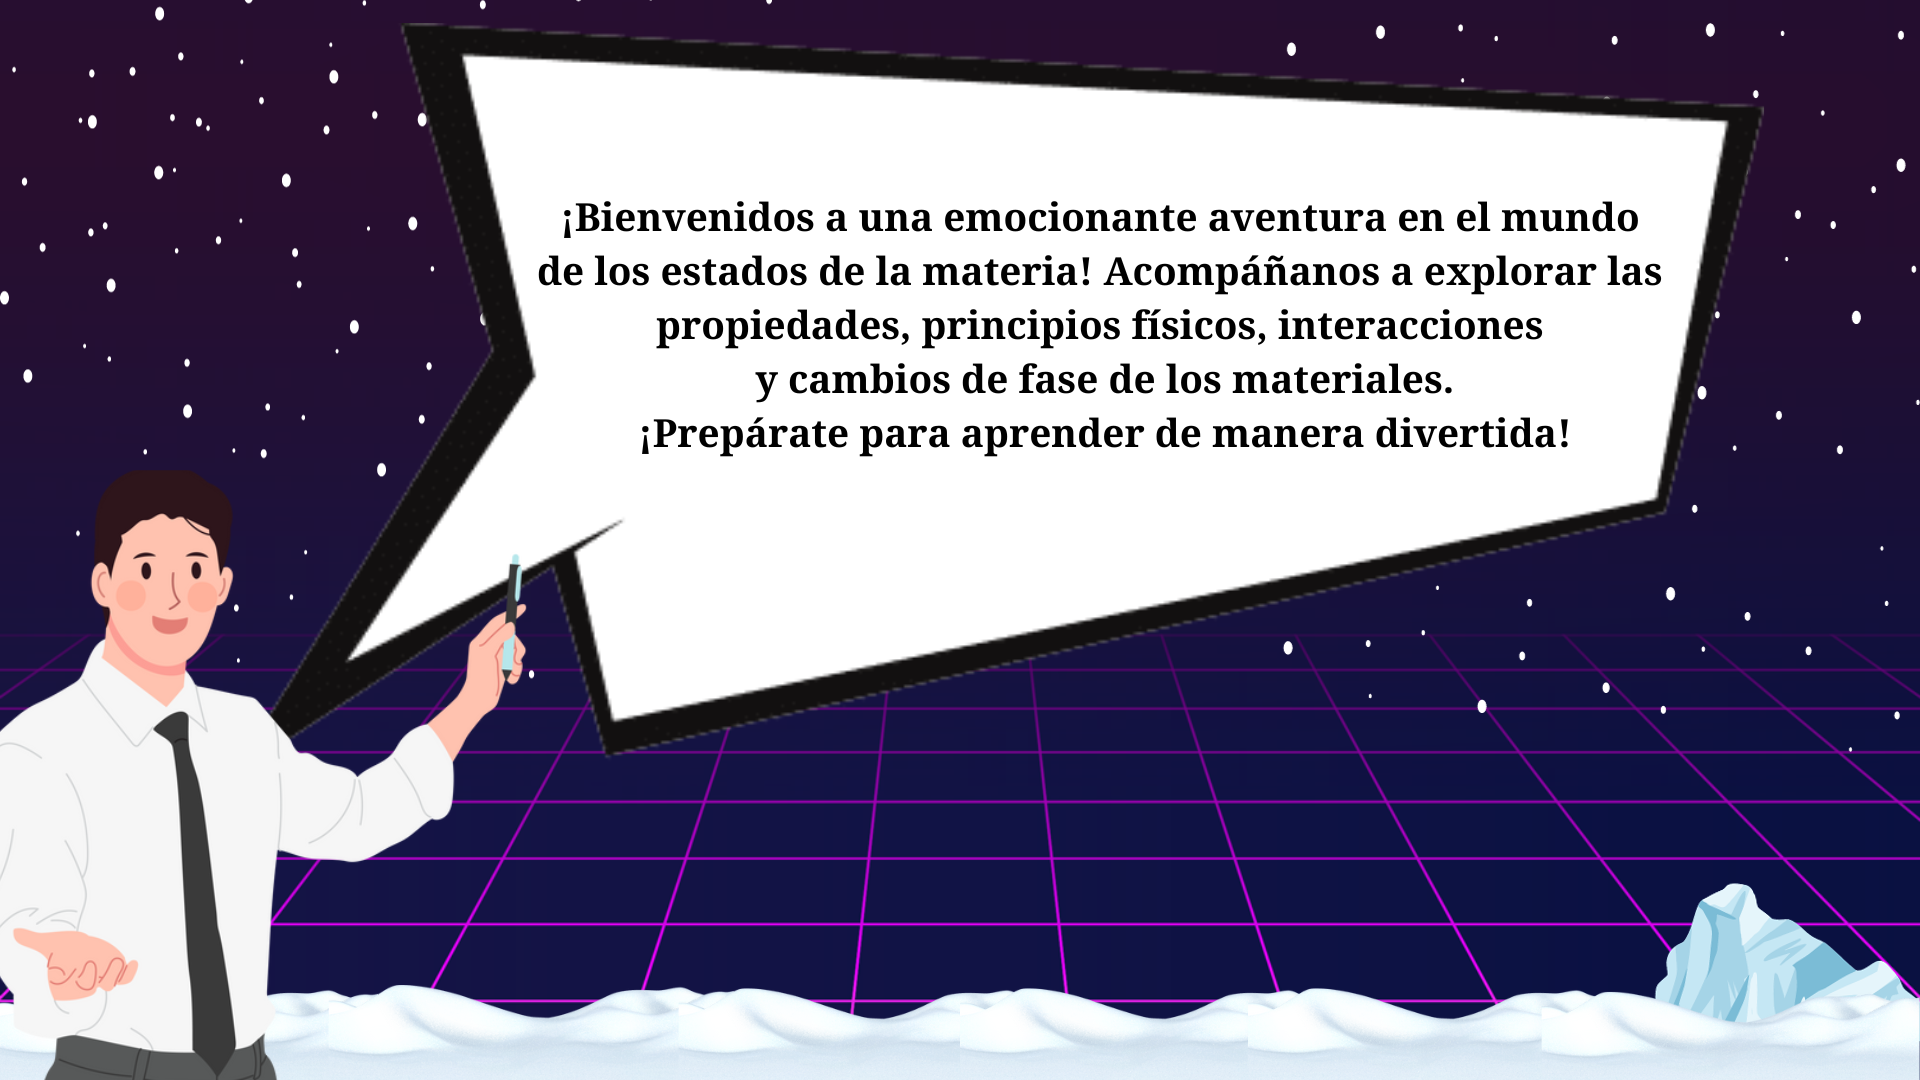 ¡Bienvenidos a una emocionante aventura en el mundo
de los estados de la materia! Acompáñanos a explorar las
propiedades, principios físicos, interacciones
y cambios de fase de los materiales.
¡Prepárate para aprender de manera divertida!